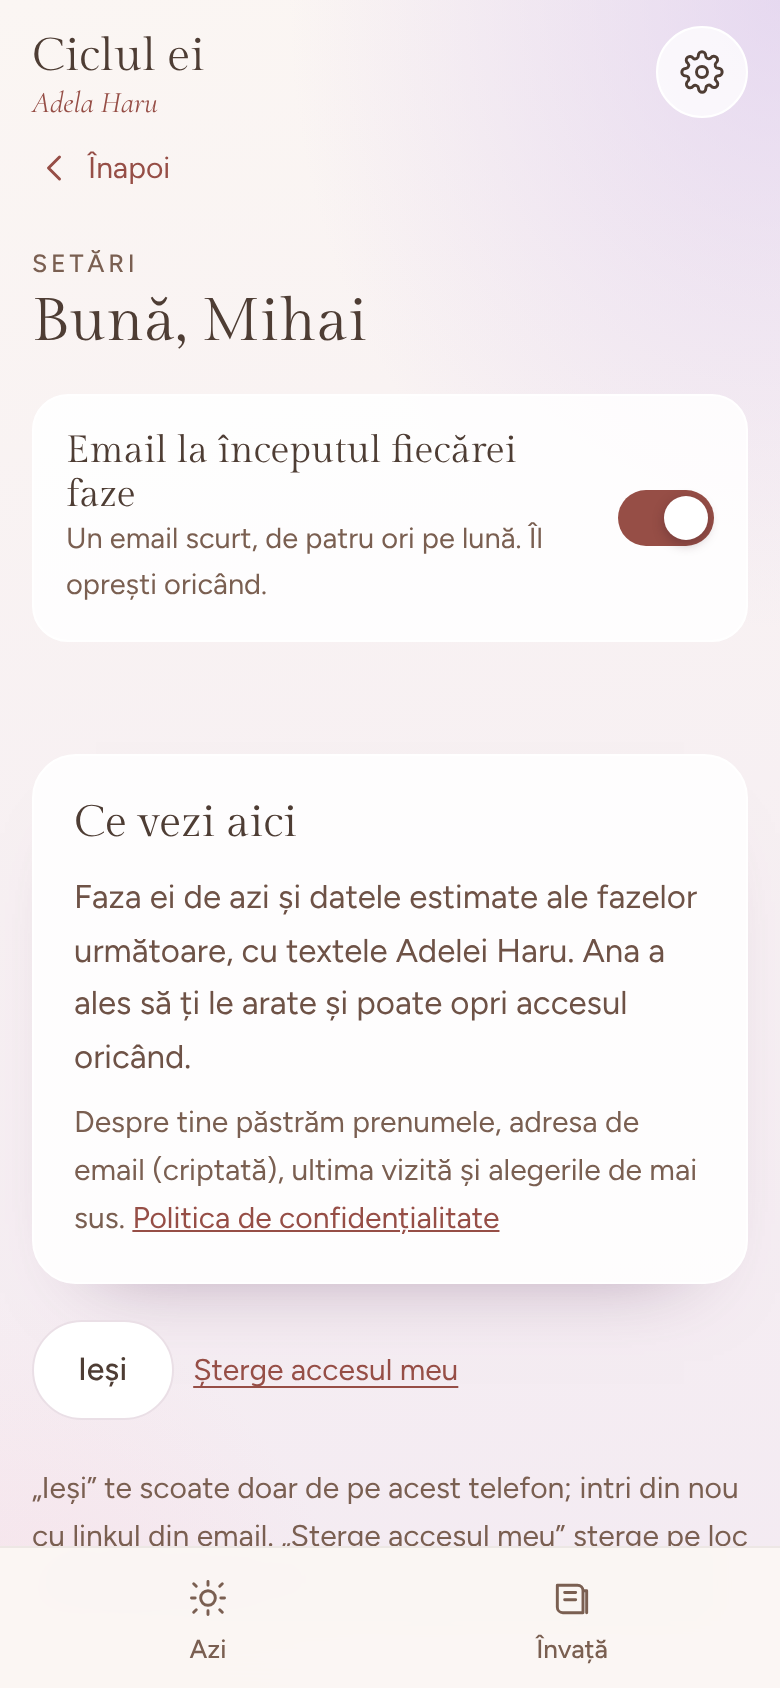 Ciclul ei
Adela Haru
Înapoi
SETĂRI
Bună, Mihai
Email la începutul fiecărei
faze
Un email scurt, de patru ori pe lună. Îl
oprești oricând.
Ce vezi aici
Faza ei de azi și datele estimate ale fazelor
următoare, cu textele Adelei Haru. Ana a
ales să ți le arate și poate opri accesul
oricând.
Despre tine păstrăm prenumele, adresa de
email (criptată), ultima vizită și alegerile de mai
sus. Politica de confidențialitate
Ieși
Șterge accesul meu
„Ieși” te scoate doar de pe acest telefon; intri din nou
cu linkul din email. „Șterge accesul meu” șterge pe loc
Azi
Învață